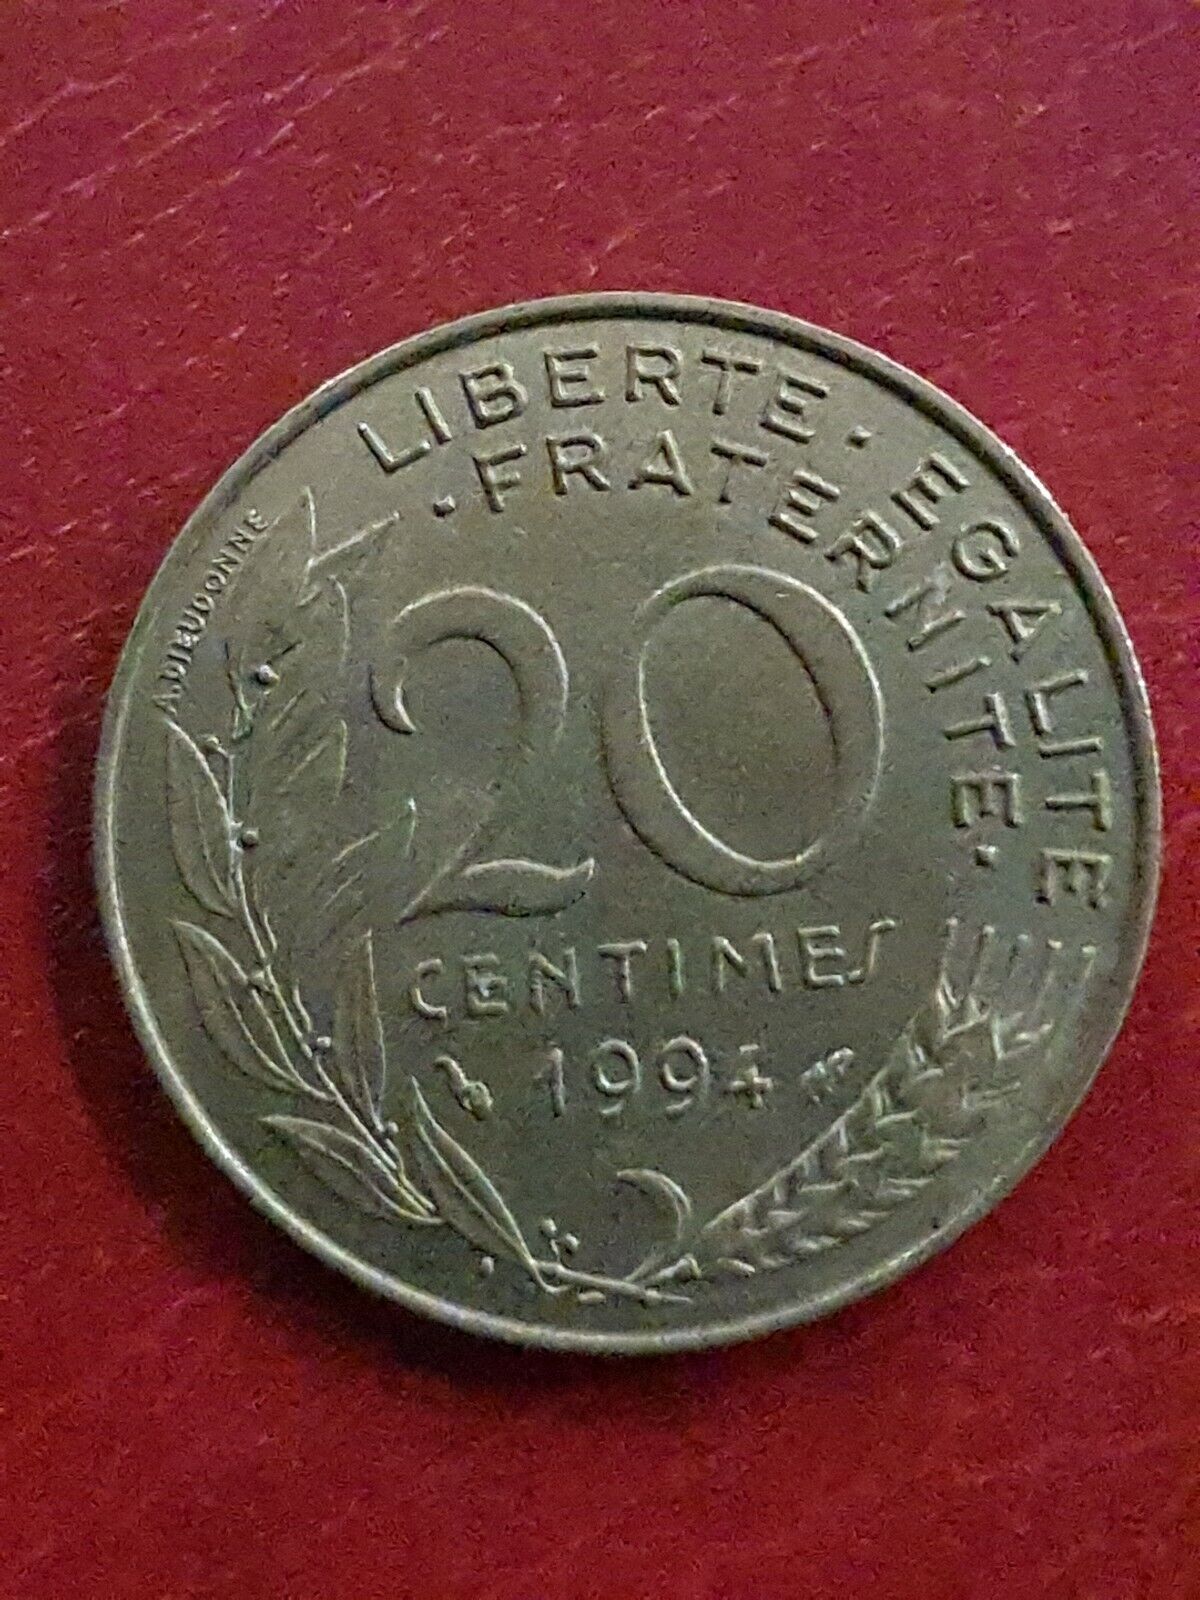 LIBERTE · EGALITE
· FRATERNITE ·
A.DIEUDONNE
20
CENTIMES
1994